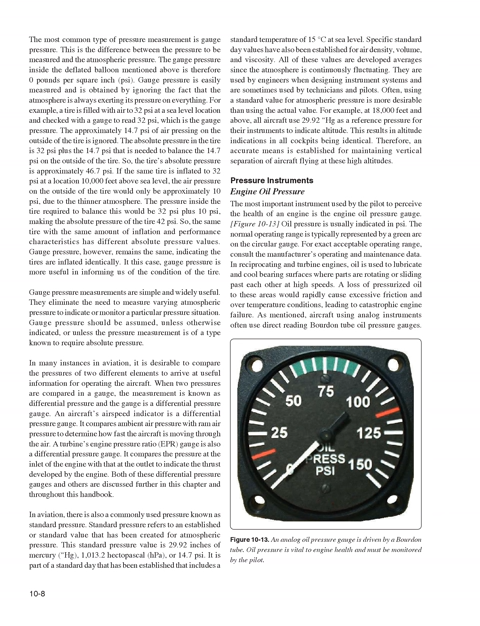 The most common type of pressure measurement is gauge
pressure. This is the difference between the pressure to be
measured and the atmospheric pressure. The gauge pressure
inside the deflated balloon mentioned above is therefore
0 pounds per square inch (psi). Gauge pressure is easily
measured and is obtained by ignoring the fact that the
atmosphere is always exerting its pressure on everything. For
example, a tire is filled with air to 32 psi at a sea level location
and checked with a gauge to read 32 psi, which is the gauge
pressure. The approximately 14.7 psi of air pressing on the
outside of the tire is ignored. The absolute pressure in the tire
is 32 psi plus the 14.7 psi that is needed to balance the 14.7
psi on the outside of the tire. So, the tire's absolute pressure
is approximately 46.7 psi. If the same tire is inflated to 32
psi at a location 10,000 feet above sea level, the air pressure
on the outside of the tire would only be approximately 10
psi, due to the thinner atmosphere. The pressure inside the
tire required to balance this would be 32 psi plus 10 psi,
making the absolute pressure of the tire 42 psi. So, the same
tire with the same amount of inflation and performance
characteristics has different absolute pressure values.
Gauge pressure, however, remains the same, indicating the
tires are inflated identically. It this case, gauge pressure is
more useful in informing us of the condition of the tire.
Gauge pressure measurements are simple and widely useful.
They eliminate the need to measure varying atmospheric
pressure to indicate or monitor a particular pressure situation.
Gauge pressure should be assumed, unless otherwise
indicated, or unless the pressure measurement is of a type
known to require absolute pressure.
In many instances in aviation, it is desirable to compare
the pressures of two different elements to arrive at useful
information for operating the aircraft. When two pressures
are compared in a gauge, the measurement is known as
differential pressure and the gauge is a differential pressure
gauge. An aircraft's airspeed indicator is a differential
pressure gauge. It compares ambient air pressure with ram air
pressure to determine how fast the aircraft is moving through
the air. A turbine's engine pressure ratio (EPR) gauge is also
a differential pressure gauge. It compares the pressure at the
inlet of the engine with that at the outlet to indicate the thrust
developed by the engine. Both of these differential pressure
gauges and others are discussed further in this chapter and
throughout this handbook.
In aviation, there is also a commonly used pressure known as
standard pressure. Standard pressure refers to an established
or standard value that has been created for atmospheric
pressure. This standard pressure value is 29.92 inches of
mercury ("Hg), 1,013.2 hectopascal (hPa), or 14.7 psi. It is
part of a standard day that has been established that includes a
standard temperature of 15 °C at sea level. Specific standard
day values have also been established for air density, volume,
and viscosity. All of these values are developed averages
since the atmosphere is continuously fluctuating. They are
used by engineers when designing instrument systems and
are sometimes used by technicians and pilots. Often, using
a standard value for atmospheric pressure is more desirable
than using the actual value. For example, at 18,000 feet and
above, all aircraft use 29.92 "Hg as a reference pressure for
their instruments to indicate altitude. This results in altitude
indications in all cockpits being identical. Therefore, an
accurate means is established for maintaining vertical
separation of aircraft flying at these high altitudes.
Pressure Instruments
Engine Oil Pressure
The most important instrument used by the pilot to perceive
the health of an engine is the engine oil pressure gauge.
[Figure 10-13] Oil pressure is usually indicated in psi. The
normal operating range is typically represented by a green arc
on the circular gauge. For exact acceptable operating range,
consult the manufacturer's operating and maintenance data.
In reciprocating and turbine engines, oil is used to lubricate
and cool bearing surfaces where parts are rotating or sliding
past each other at high speeds. A loss of pressurized oil
to these areas would rapidly cause excessive friction and
over temperature conditions, leading to catastrophic engine
failure. As mentioned, aircraft using analog instruments
often use direct reading Bourdon tube oil pressure gauges.
75
50
100
25
125
0
150
OIL
PRESS
PSI
Figure 10-13. An analog oil pressure gauge is driven by a Bourdon
tube. Oil pressure is vital to engine health and must be monitored
by the pilot.
10-8